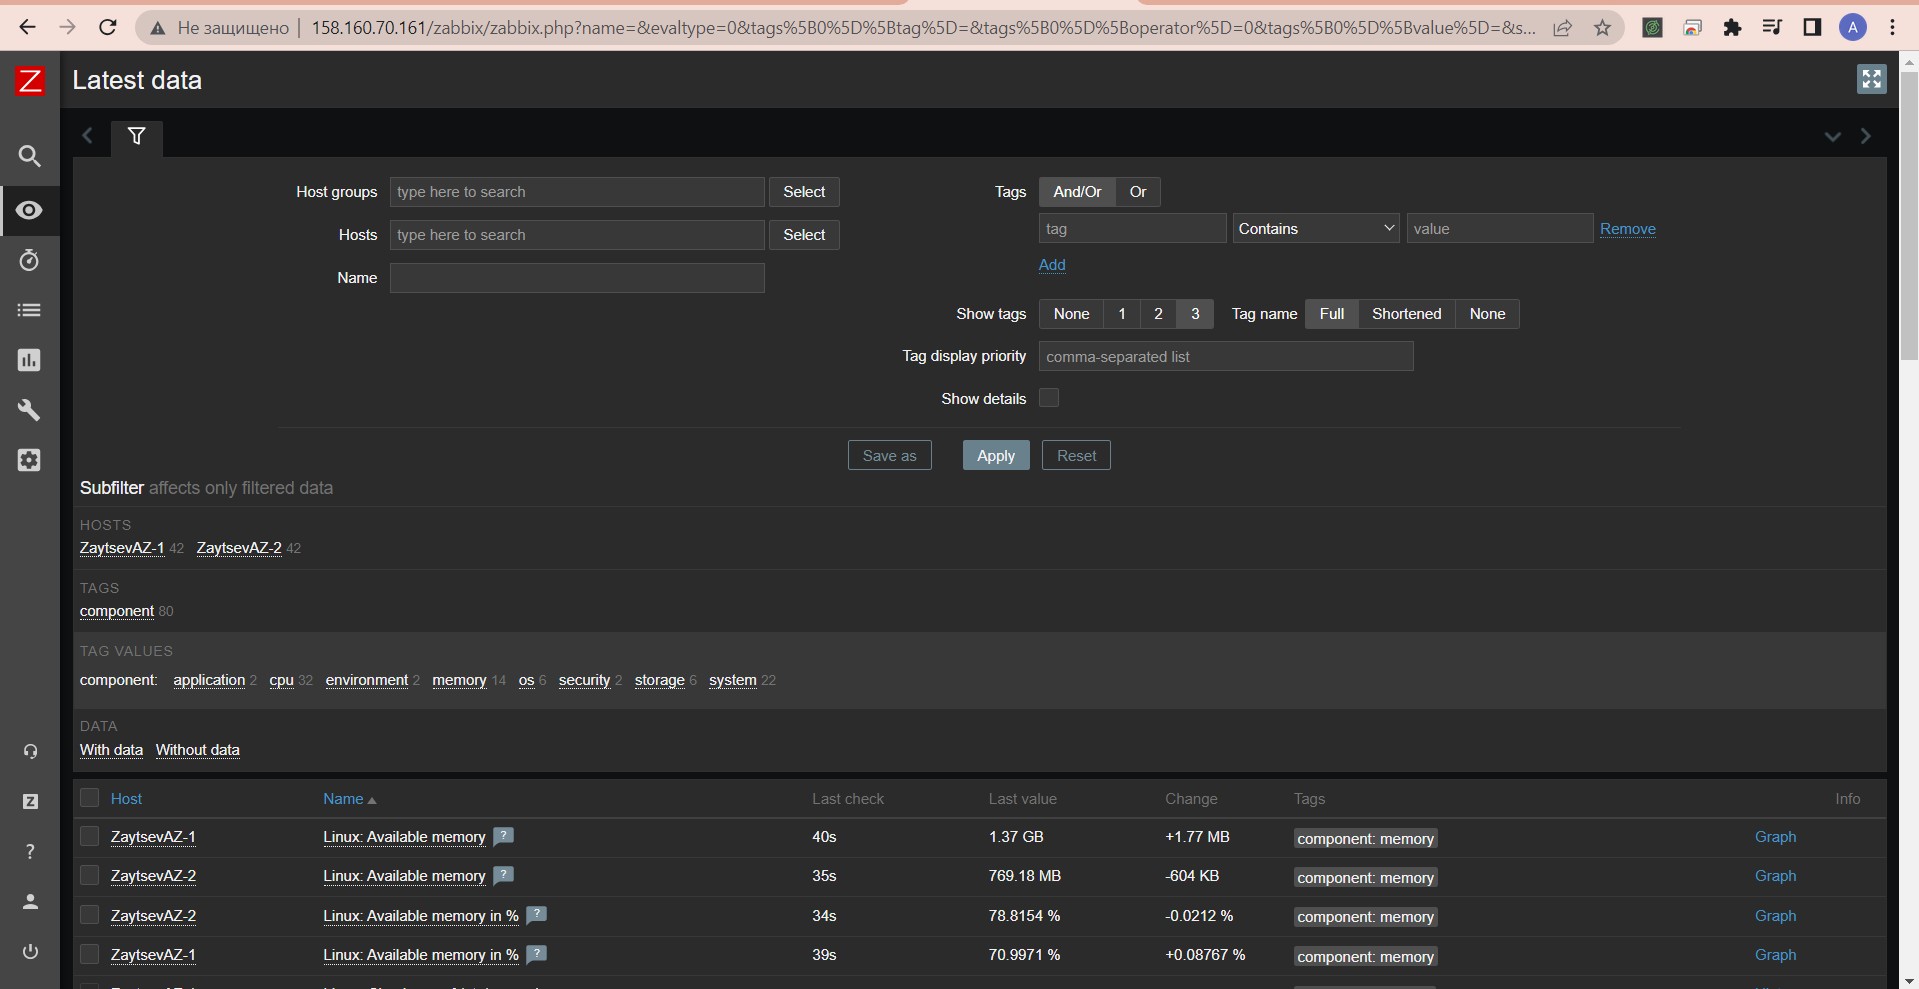 Не защищено | 158.160.70.161/zabbix/zabbix.php?name=&evaltype=0&tags%5B0%5D%5Btag%5D=&tags%5B0%5D%5Boperator%5D=0&tags%5B0%5D%5Bvalue%5D=&s... A
Z Latest data
Host groups type here to search Select Tags And/Or Or
Hosts type here to search Select tag Contains value Remove
Name Add
Show tags None 1 2 3 Tag name Full Shortened None
Tag display priority comma-separated list
Show details
Save as Apply Reset
Subfilter affects only filtered data
HOSTS
ZaytsevAZ-1 42 ZaytsevAZ-2 42
TAGS
component 80
TAG VALUES
component: application 2 cpu 32 environment 2 memory 14 os 6 security 2 storage 6 system 22
DATA
With data Without data
Z
?
Host Name Last check Last value Change Tags Info
ZaytsevAZ-1 Linux: Available memory ? 40s 1.37 GB +1.77 MB component: memory Graph
ZaytsevAZ-2 Linux: Available memory ? 35s 769.18 MB -604 KB component: memory Graph
ZaytsevAZ-2 Linux: Available memory in % ? 34s 78.8154 % -0.0212 % component: memory Graph
ZaytsevAZ-1 Linux: Available memory in % ? 39s 70.9971 % +0.08767 % component: memory Graph